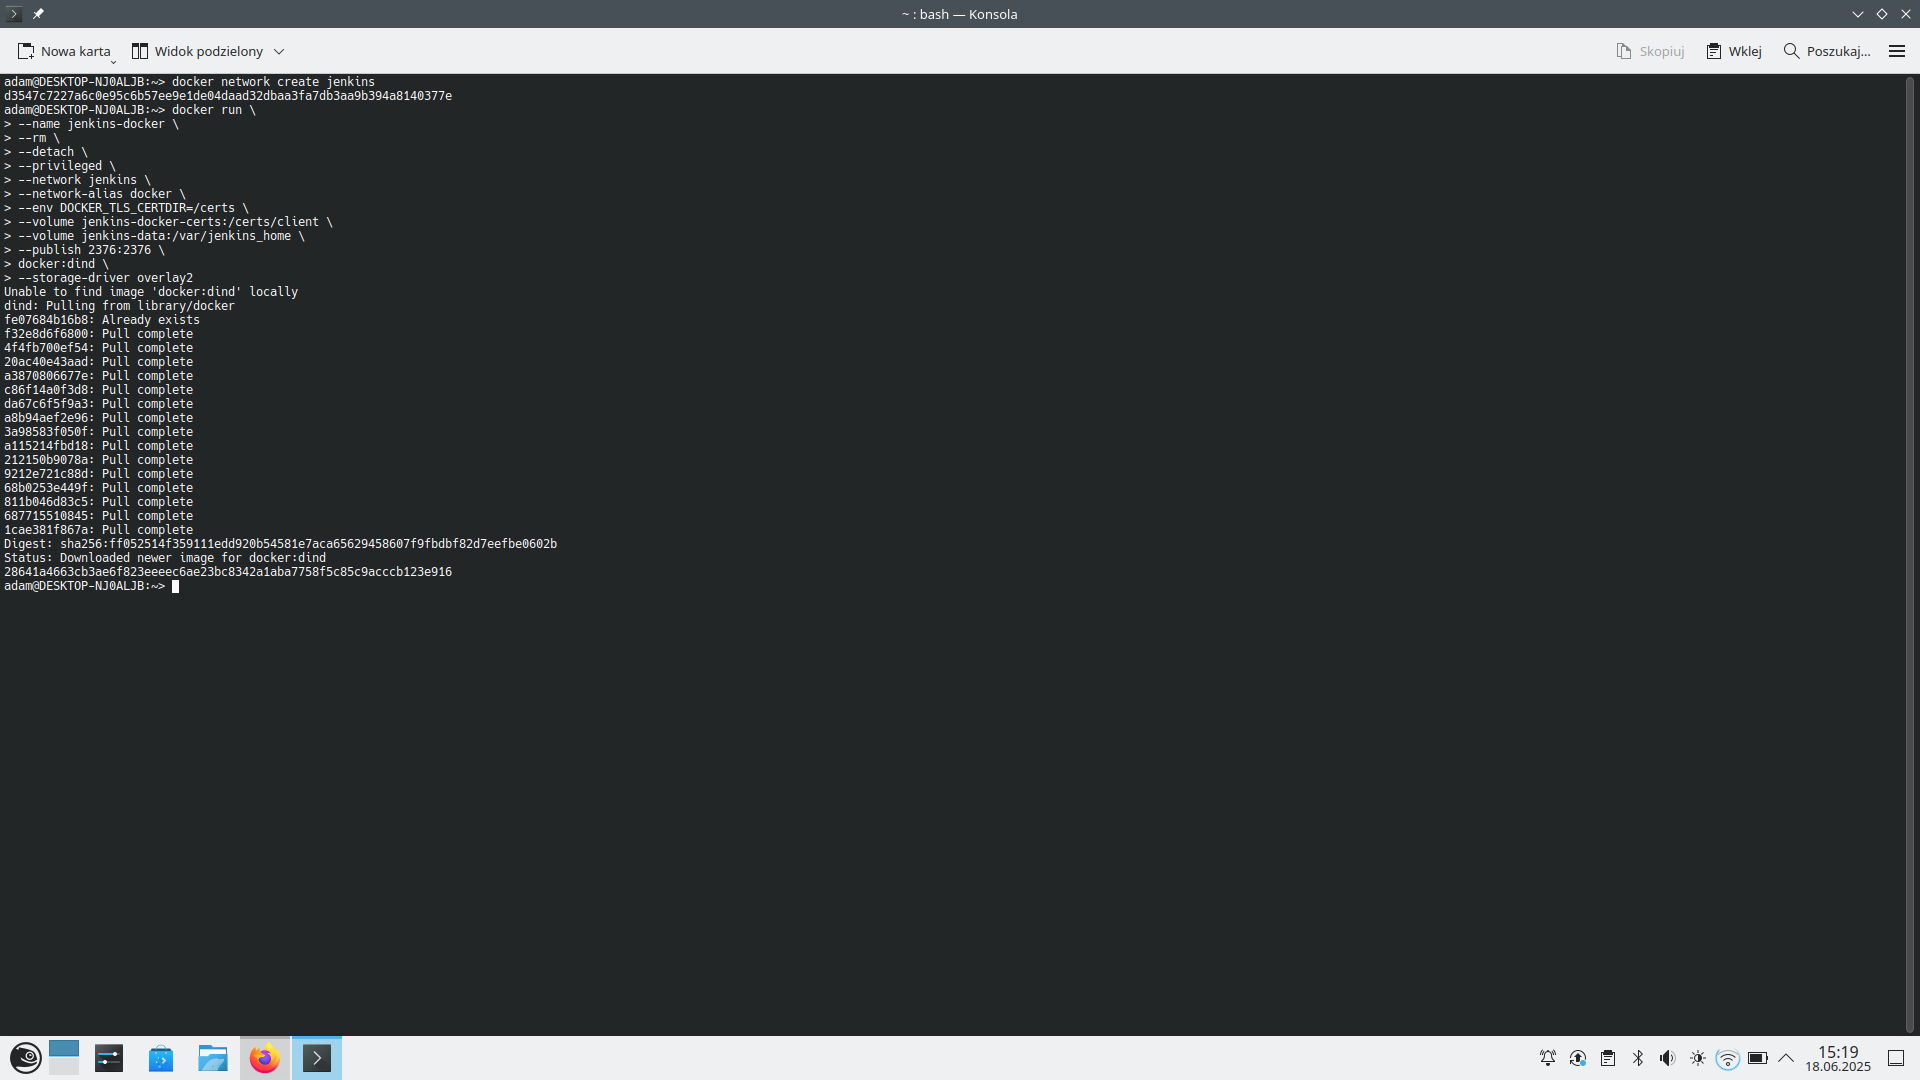 ~ : bash — Konsola
Nowa karta
Widok podzielony
Skopiuj
Wklej
Poszukaj...
adam@DESKTOP-NJ0ALJB:~> docker network create jenkins
d3547c7227a6c0e95c6b57ee9e1de04daad32dbaa3fa7db3aa9b394a8140377e
adam@DESKTOP-NJ0ALJB:~> docker run \
> --name jenkins-docker \
> --rm \
> --detach \
> --privileged \
> --network jenkins \
> --network-alias docker \
> --env DOCKER_TLS_CERTDIR=/certs \
> --volume jenkins-docker-certs:/certs/client \
> --volume jenkins-data:/var/jenkins_home \
> --publish 2376:2376 \
> docker:dind \
> --storage-driver overlay2
Unable to find image 'docker:dind' locally
dind: Pulling from library/docker
fe07684b16b8: Already exists
f32e8d6f6800: Pull complete
4f4fb700ef54: Pull complete
20ac40e43aad: Pull complete
a3870806677e: Pull complete
c86f14a0f3d8: Pull complete
da67c6f5f9a3: Pull complete
a8b94aef2e96: Pull complete
3a98583f050f: Pull complete
a115214fbd18: Pull complete
212150b9078a: Pull complete
9212e721c88d: Pull complete
68b0253e449f: Pull complete
811b046d83c5: Pull complete
687715510845: Pull complete
1cae381f867a: Pull complete
Digest: sha256:ff052514f359111edd920b54581e7aca65629458607f9fbdbf82d7eefbe0602b
Status: Downloaded newer image for docker:dind
28641a4663cb3ae6f823eeeec6ae23bc8342a1aba7758f5c85c9acccb123e916
adam@DESKTOP-NJ0ALJB:~>
15:19
18.06.2025